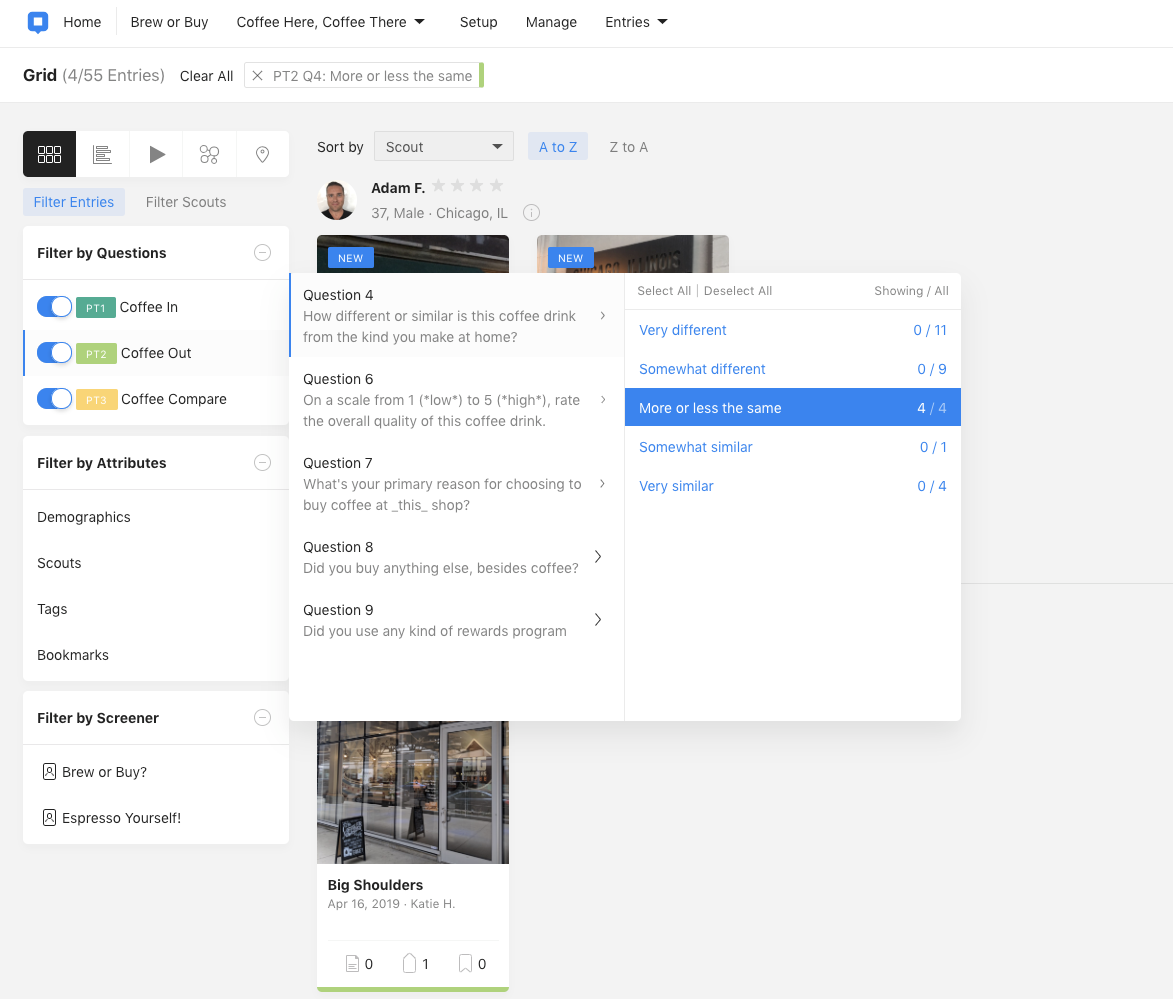 Home
Brew or Buy
Coffee Here, Coffee There
Setup
Manage
Entries
Grid (4/55 Entries)
Clear All
PT2 Q4: More or less the same
Sort by
Scout
A to Z
Z to A
Filter Entries
Filter Scouts
Adam F.
37, Male · Chicago, IL
NEW
NEW
CHICAGO, ILLINOIS
Filter by Questions
PT1 Coffee In
PT2 Coffee Out
PT3 Coffee Compare
Filter by Attributes
Demographics
Scouts
Tags
Bookmarks
Filter by Screener
Brew or Buy?
Espresso Yourself!
Question 4
How different or similar is this coffee drink
from the kind you make at home?
Question 6
On a scale from 1 (*low*) to 5 (*high*), rate
the overall quality of this coffee drink.
Question 7
What's your primary reason for choosing to
buy coffee at _this_ shop?
Question 8
Did you buy anything else, besides coffee?
Question 9
Did you use any kind of rewards program
Select All | Deselect All
Showing / All
Very different 0 / 11
Somewhat different 0 / 9
More or less the same 4 / 4
Somewhat similar 0 / 1
Very similar 0 / 4
Big Shoulders
Apr 16, 2019 · Katie H.
0
1
0